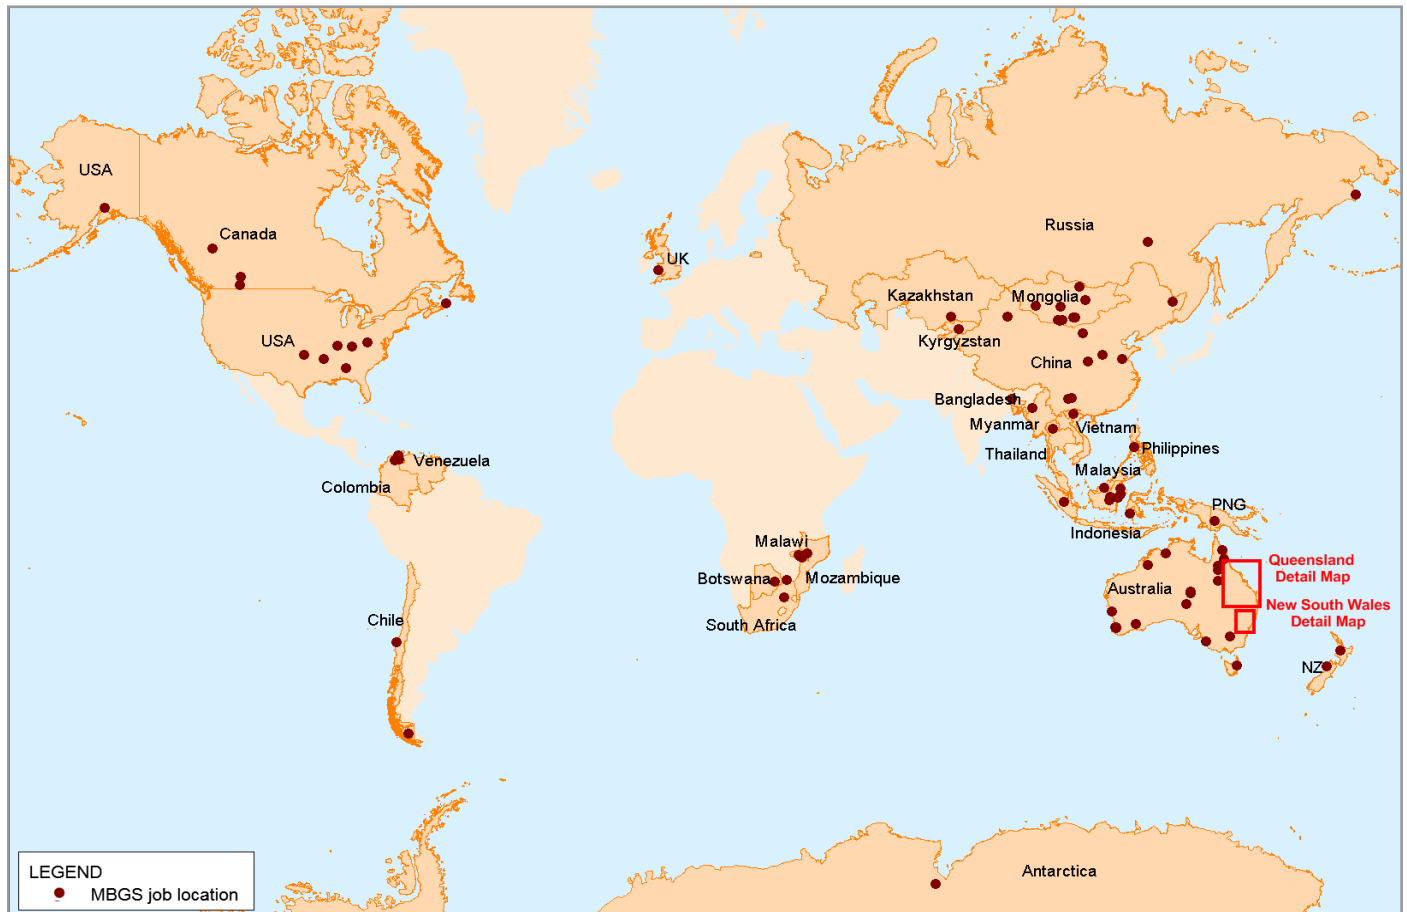 USA
Canada
Russia
UK
Kazakhstan
Mongolia
USA
Kyrgyzstan
China
Bangladesh
Myanmar
Vietnam
Thailand
Philippines
Venezuela
Malaysia
Colombia
PNG
Indonesia
Malawi
Queensland
Detail Map
Botswana
Mozambique
Australia
New South Wales
Detail Map
Chile
South Africa
NZ
Antarctica
LEGEND
MBGS job location